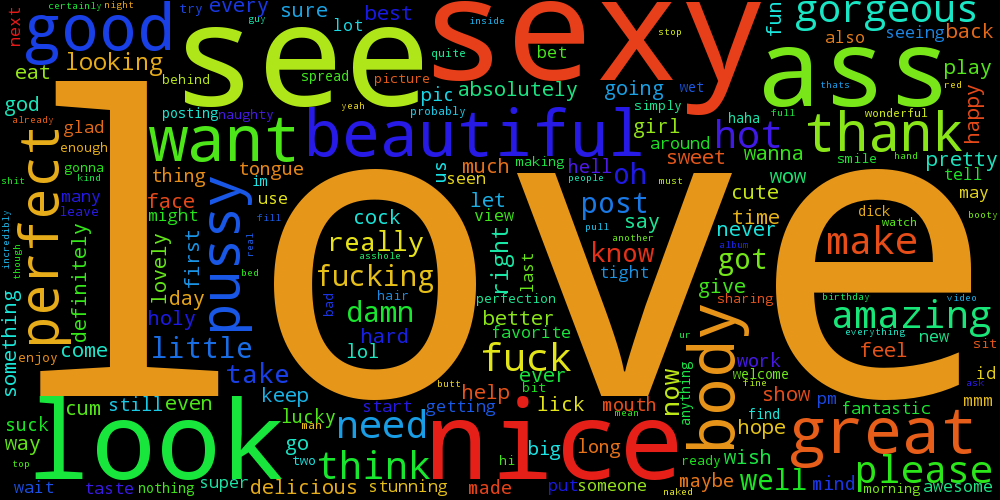 certainly night
try every sure
guy
best
inside
fun
gorgeous
next
good
see
sexy
lot
stop
also
seeing back
looking
bet
quite
ass
eat
behind
spread
picture
pic
absolutely
going
wet
thats
red
play
god
love
posting
naughty
yeah
probably
simply
haha
full
wonderful
already
glad
want
beautiful
girl
hot
thank
happy
enough
around
perfect
gonna
kind
thing
tongue
us
much
making
hell
oh
sweet
wanna
smile
hand
pretty
shit
many
leave
face
use
1m
seen
people
let
must
wow
cute
tell
may
incredibly
though
might
pussy
fill
cock
view
post
say
pull
another
time
never
dick
watch
booty
definitely
lovely
first
real
really
asshole
right
last
know
tight
got
album
make
day
bed
fucking
hair
bad
perfection
give
sharing
birthday
video
something
holy
damn
better
favorite
amazing
everything
new
enjoy
come
little
hard
lol
fuck
ur
body
work
feel
sit
take
butt
ever
bit
now
anything
welcome
fine
id
ask
cum
still even
keep
start
getting
help
lick
mouth
mean
show
pm
fantastic
mmm
suck
look
lucky
mah
need
nice
find
hope
great
way
go
two
think
hi
big
long
ready
wish
top
super
delicious
stunning
made
put
someone
naked
maybe
well
mind
please
wait
taste
nothing
morning
awesome